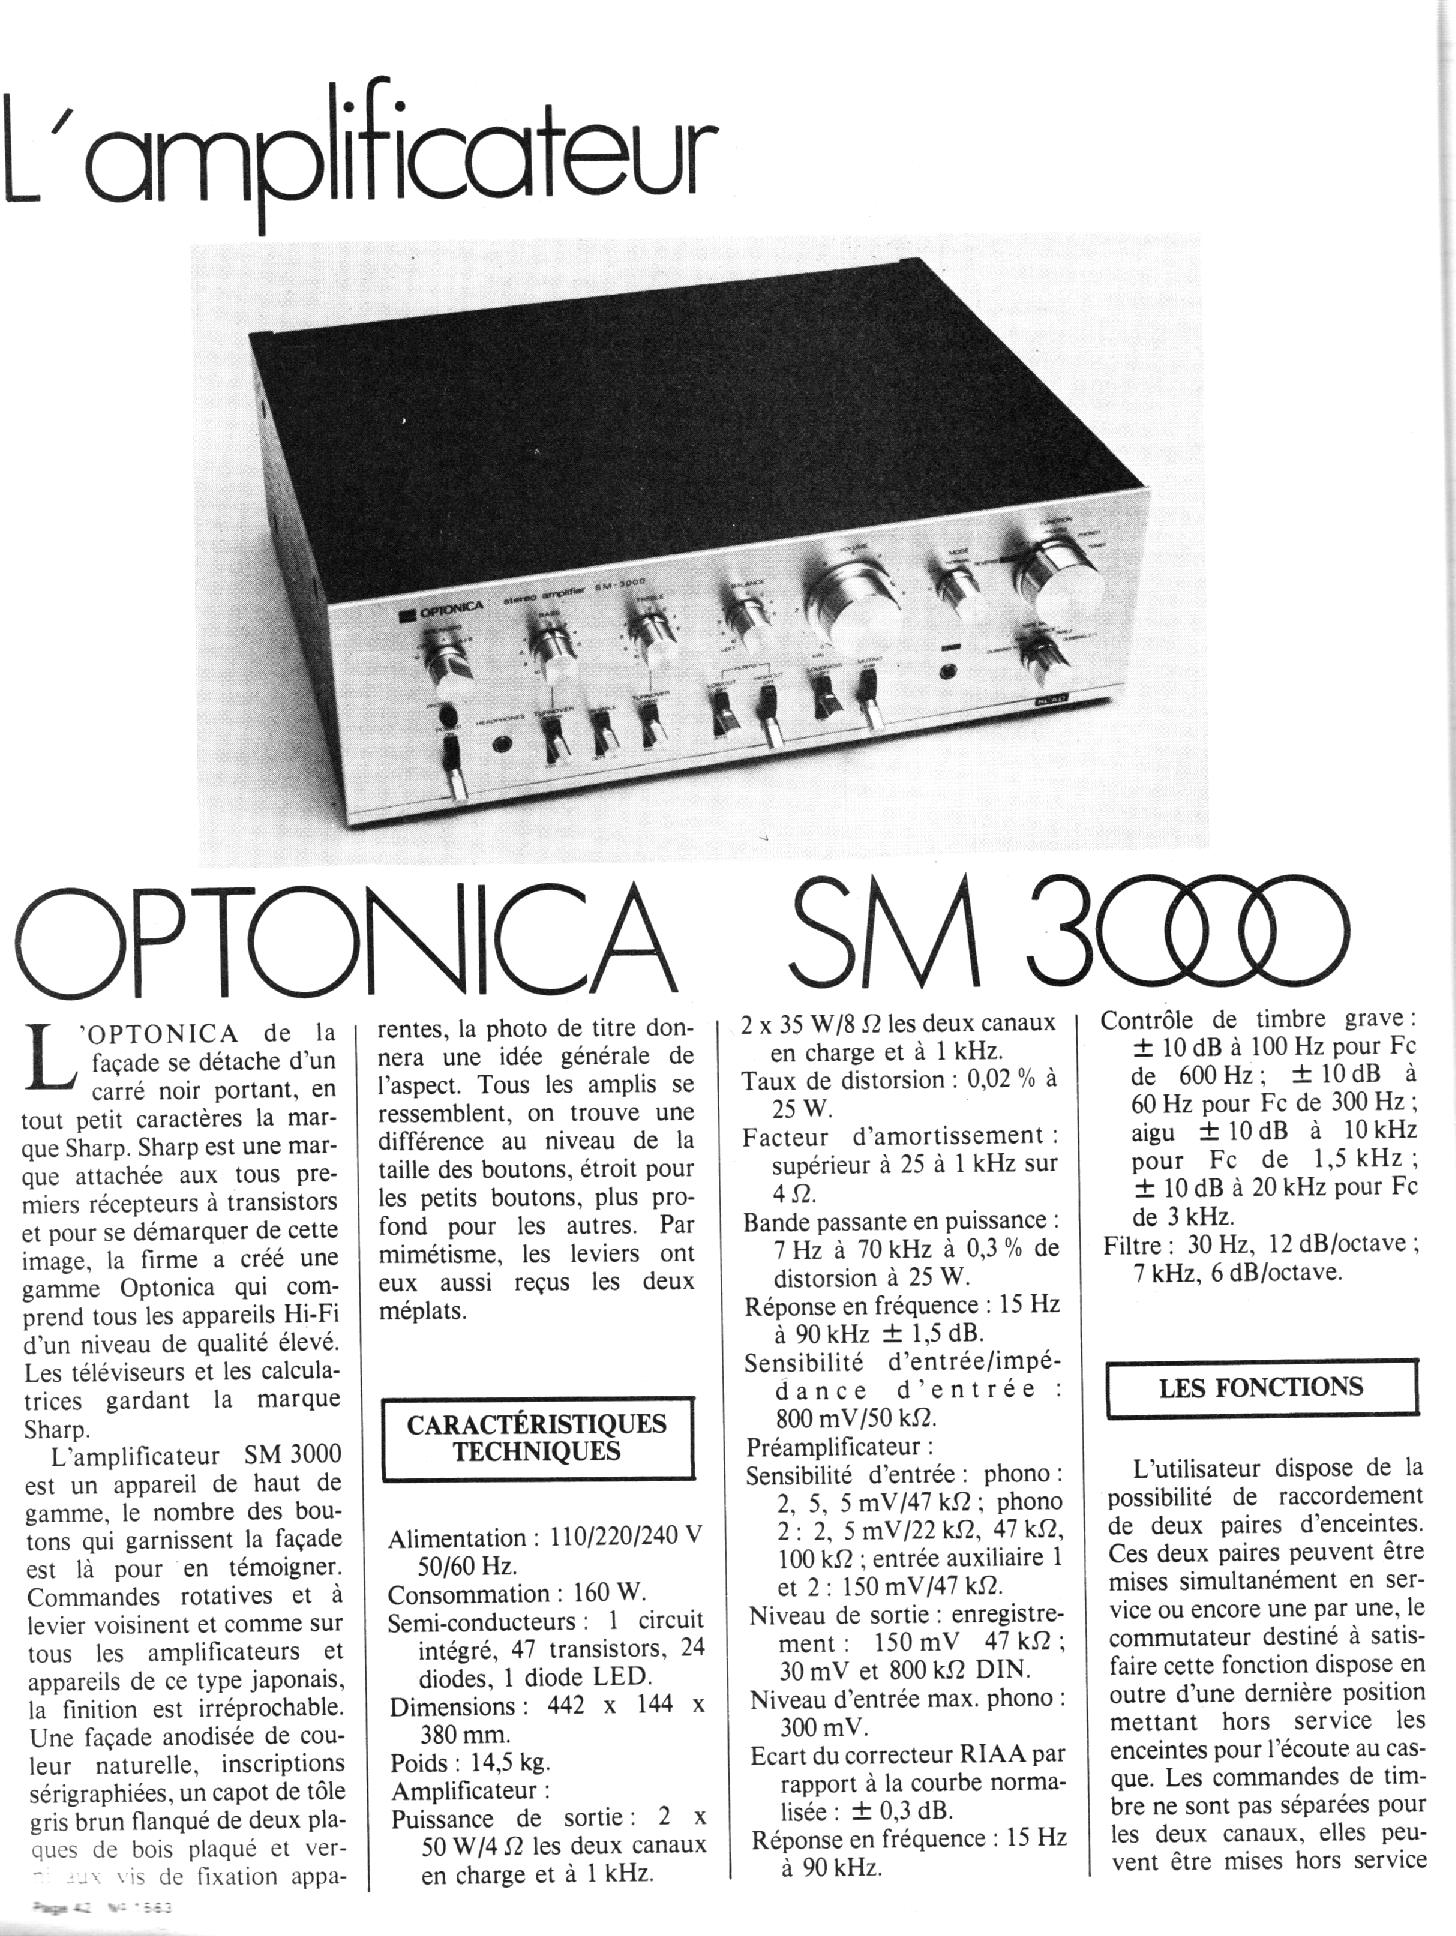 L'amplificateur
OPTONICA
stereo amplifier SM-3000
BASS
TREBLE
BALANCE
VOLUME
MODE
FUNCTION
PHONO1
TUNER
HEADPHONES
TURNOVER
TURNOVER
LOUDNESS
MUTING
OPTONICA SM 3000
L'OPTONICA de la
façade se détache d'un
carré noir portant, en
tout petit caractères la mar-
que Sharp. Sharp est une mar-
que attachée aux tous pre-
miers récepteurs à transistors
et pour se démarquer de cette
image, la firme a créé une
gamme Optonica qui com-
prend tous les appareils Hi-Fi
d'un niveau de qualité élevé.
Les téléviseurs et les calcula-
trices gardant la marque
Sharp.
L'amplificateur SM 3000
est un appareil de haut de
gamme, le nombre des bou-
tons qui garnissent la façade
est là pour en témoigner.
Commandes rotatives et à
levier voisinent et comme sur
tous les amplificateurs et
appareils de ce type japonais,
la finition est irréprochable.
Une façade anodisée de cou-
leur naturelle, inscriptions
sérigraphiées, un capot de tôle
gris brun flanqué de deux pla-
ques de bois plaqué et ver-
vis de fixation appa-
rentes, la photo de titre don-
nera une idée générale de
l'aspect. Tous les amplis se
ressemblent, on trouve une
différence au niveau de la
taille des boutons, étroit pour
les petits boutons, plus pro-
fond pour les autres. Par
mimétisme, les leviers ont
eux aussi reçus les deux
méplats.
CARACTÉRISTIQUES
TECHNIQUES
Alimentation : 110/220/240 V
50/60 Hz.
Consommation : 160 W.
Semi-conducteurs : 1 circuit
intégré, 47 transistors, 24
diodes, 1 diode LED.
Dimensions : 442 x 144 x
380 mm.
Poids : 14,5 kg.
Amplificateur :
Puissance de sortie : 2 x
50 W/4 Ω les deux canaux
en charge et à 1 kHz.
2 x 35 W/8 Ω les deux canaux
en charge et à 1 kHz.
Taux de distorsion : 0,02 % à
25 W.
Facteur d'amortissement :
supérieur à 25 à 1 kHz sur
4 Ω.
Bande passante en puissance :
7 Hz à 70 kHz à 0,3 % de
distorsion à 25 W.
Réponse en fréquence : 15 Hz
à 90 kHz ± 1,5 dB.
Sensibilité d'entrée/impé-
dance d'entrée :
800 mV/50 kΩ.
Préamplificateur :
Sensibilité d'entrée : phono :
2, 5, 5 mV/47 kΩ ; phono
2 : 2, 5 mV/22 kΩ, 47 kΩ,
100 kΩ ; entrée auxiliaire 1
et 2 : 150 mV/47 kΩ.
Niveau de sortie : enregistre-
ment : 150 mV 47 kΩ ;
30 mV et 800 kΩ DIN.
Niveau d'entrée max. phono :
300 mV.
Ecart du correcteur RIAA par
rapport à la courbe norma-
lisée : ± 0,3 dB.
Réponse en fréquence : 15 Hz
à 90 kHz.
Contrôle de timbre grave :
± 10 dB à 100 Hz pour Fc
de 600 Hz ; ± 10 dB à
60 Hz pour Fc de 300 Hz ;
aigu ± 10 dB à 10 kHz
pour Fc de 1,5 kHz ;
± 10 dB à 20 kHz pour Fc
de 3 kHz.
Filtre : 30 Hz, 12 dB/octave ;
7 kHz, 6 dB/octave.
LES FONCTIONS
L'utilisateur dispose de la
possibilité de raccordement
de deux paires d'enceintes.
Ces deux paires peuvent être
mises simultanément en ser-
vice ou encore une par une, le
commutateur destiné à satis-
faire cette fonction dispose en
outre d'une dernière position
mettant hors service les
enceintes pour l'écoute au cas-
que. Les commandes de tim-
bre ne sont pas séparées pour
les deux canaux, elles peu-
vent être mises hors service
Page 42 N° 1563